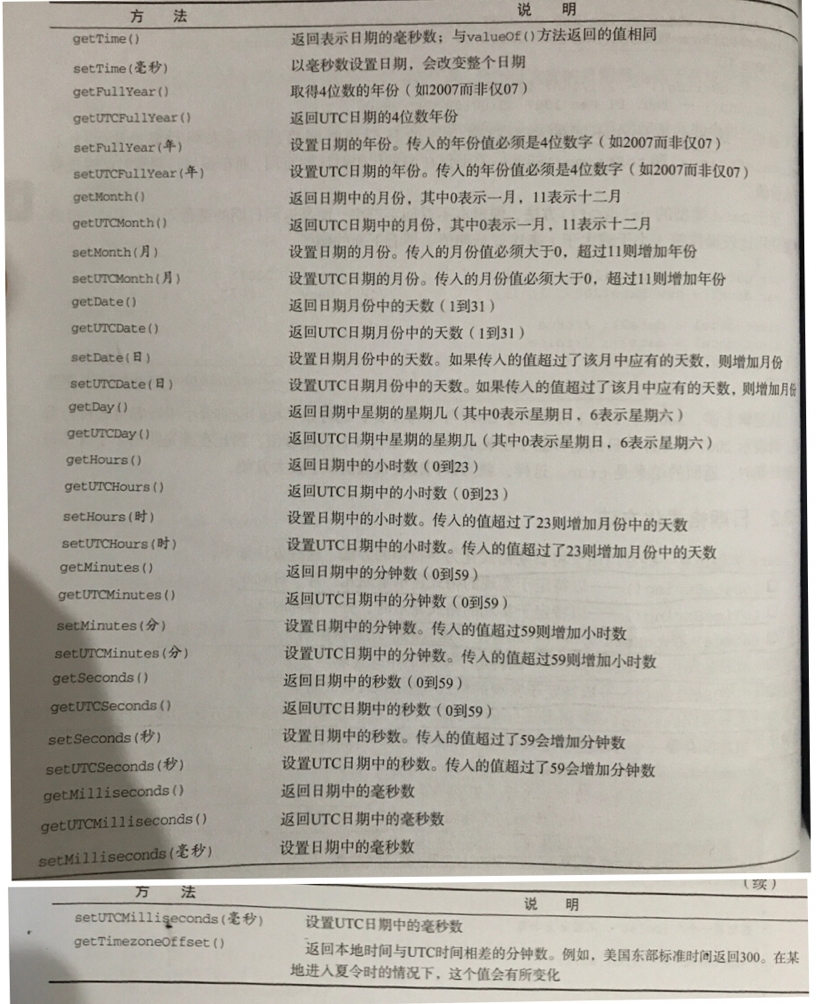 方 法 说 明
getTime() 返回表示日期的毫秒数；与valueOf()方法返回的值相同
setTime(毫秒) 以毫秒数设置日期，会改变整个日期
getFullYear() 取得4位数的年份（如2007而非仅07）
getUTCFullYear() 返回UTC日期的4位数年份
setFullYear(年) 设置日期的年份。传入的年份值必须是4位数字（如2007而非仅07）
setUTCFullYear(年) 设置UTC日期的年份。传入的年份值必须是4位数字（如2007而非仅07）
getMonth() 返回日期中的月份，其中0表示一月，11表示十二月
getUTCMonth() 返回UTC日期中的月份，其中0表示一月，11表示十二月
setMonth(月) 设置日期的月份。传入的月份值必须大于0，超过11则增加年份
setUTCMonth(月) 设置UTC日期的月份。传入的月份值必须大于0，超过11则增加年份
getDate() 返回日期月份中的天数（1到31）
getUTCDate() 返回UTC日期月份中的天数（1到31）
setDate(日) 设置日期月份中的天数。如果传入的值超过了该月中应有的天数，则增加月份
setUTCDate(日) 设置UTC日期月份中的天数。如果传入的值超过了该月中应有的天数，则增加月份
getDay() 返回日期中星期的星期几（其中0表示星期日，6表示星期六）
getUTCDay() 返回UTC日期中星期的星期几（其中0表示星期日，6表示星期六）
getHours() 返回日期中的小时数（0到23）
getUTCHours() 返回UTC日期中的小时数（0到23）
setHours(时) 设置日期中的小时数。传入的值超过了23则增加月份中的天数
setUTCHours(时) 设置UTC日期中的小时数。传入的值超过了23则增加月份中的天数
getMinutes() 返回日期中的分钟数（0到59）
getUTCMinutes() 返回UTC日期中的分钟数（0到59）
setMinutes(分) 设置日期中的分钟数。传入的值超过59则增加小时数
setUTCMinutes(分) 设置UTC日期中的分钟数。传入的值超过59则增加小时数
getSeconds() 返回日期中的秒数（0到59）
getUTCSeconds() 返回UTC日期中的秒数（0到59）
setSeconds(秒) 设置日期中的秒数。传入的值超过了59会增加分钟数
setUTCSeconds(秒) 设置UTC日期中的秒数。传入的值超过了59会增加分钟数
getMilliseconds() 返回日期中的毫秒数
getUTCMilliseconds() 返回UTC日期中的毫秒数
setMilliseconds(毫秒) 设置日期中的毫秒数
（续）
方 法 说 明
setUTCMilliseconds(毫秒) 设置UTC日期中的毫秒数
getTimezoneOffset() 返回本地时间与UTC时间相差的分钟数。例如，美国东部标准时间返回300。在某
地进入夏令时的情况下，这个值会有所变化